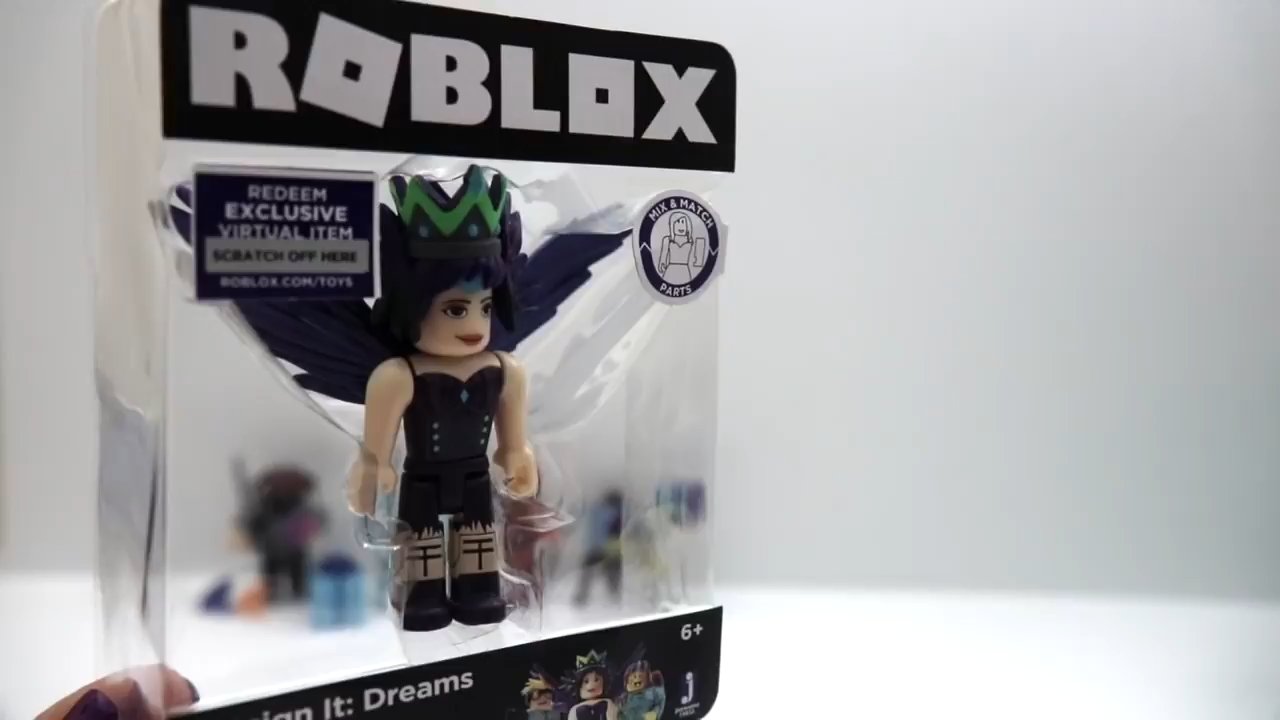 ROBLOX
REDEEM
EXCLUSIVE
VIRTUAL ITEM
SCRATCH OFF HERE
ROBLOX.COM/TOYS
MIX & MATCH
PARTS
6+
ign It: Dreams